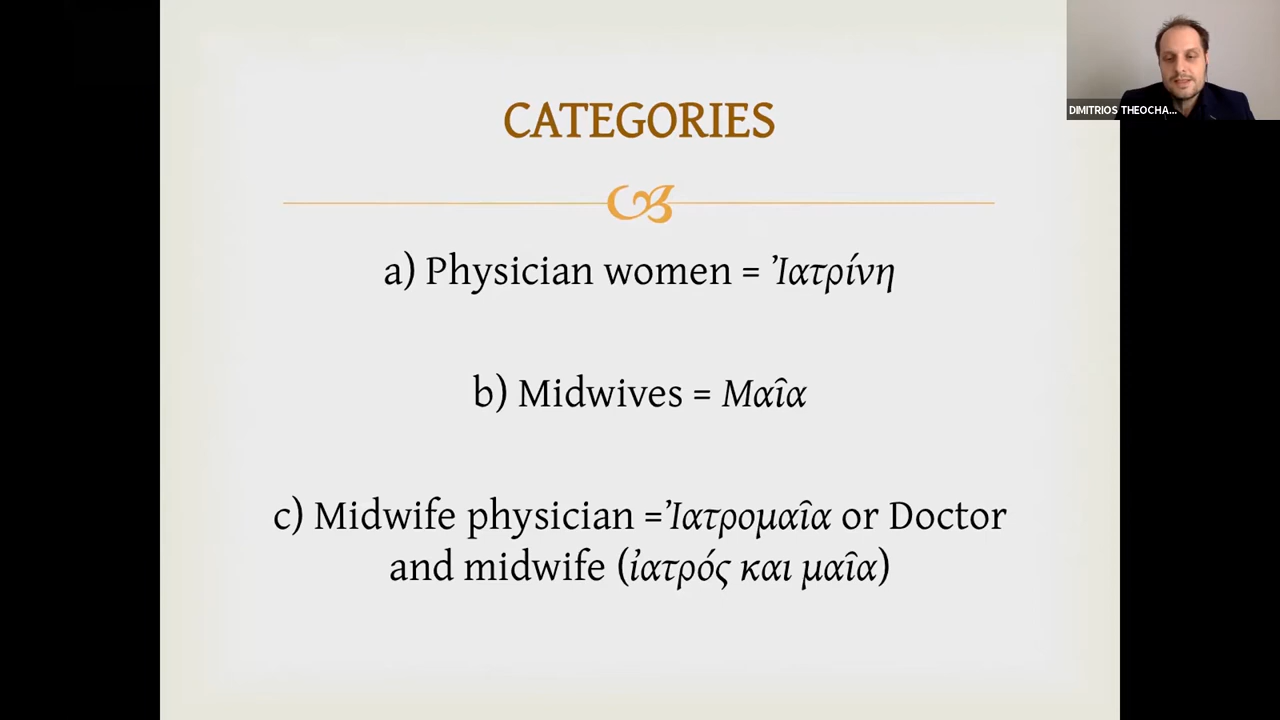 CATEGORIES
DIMITRIOS THEOCHA...
a) Physician women = Ἰατρίνη
b) Midwives = Μαῖα
c) Midwife physician =Ἰατρομαῖα or Doctor
and midwife (ἰατρός και μαῖα)